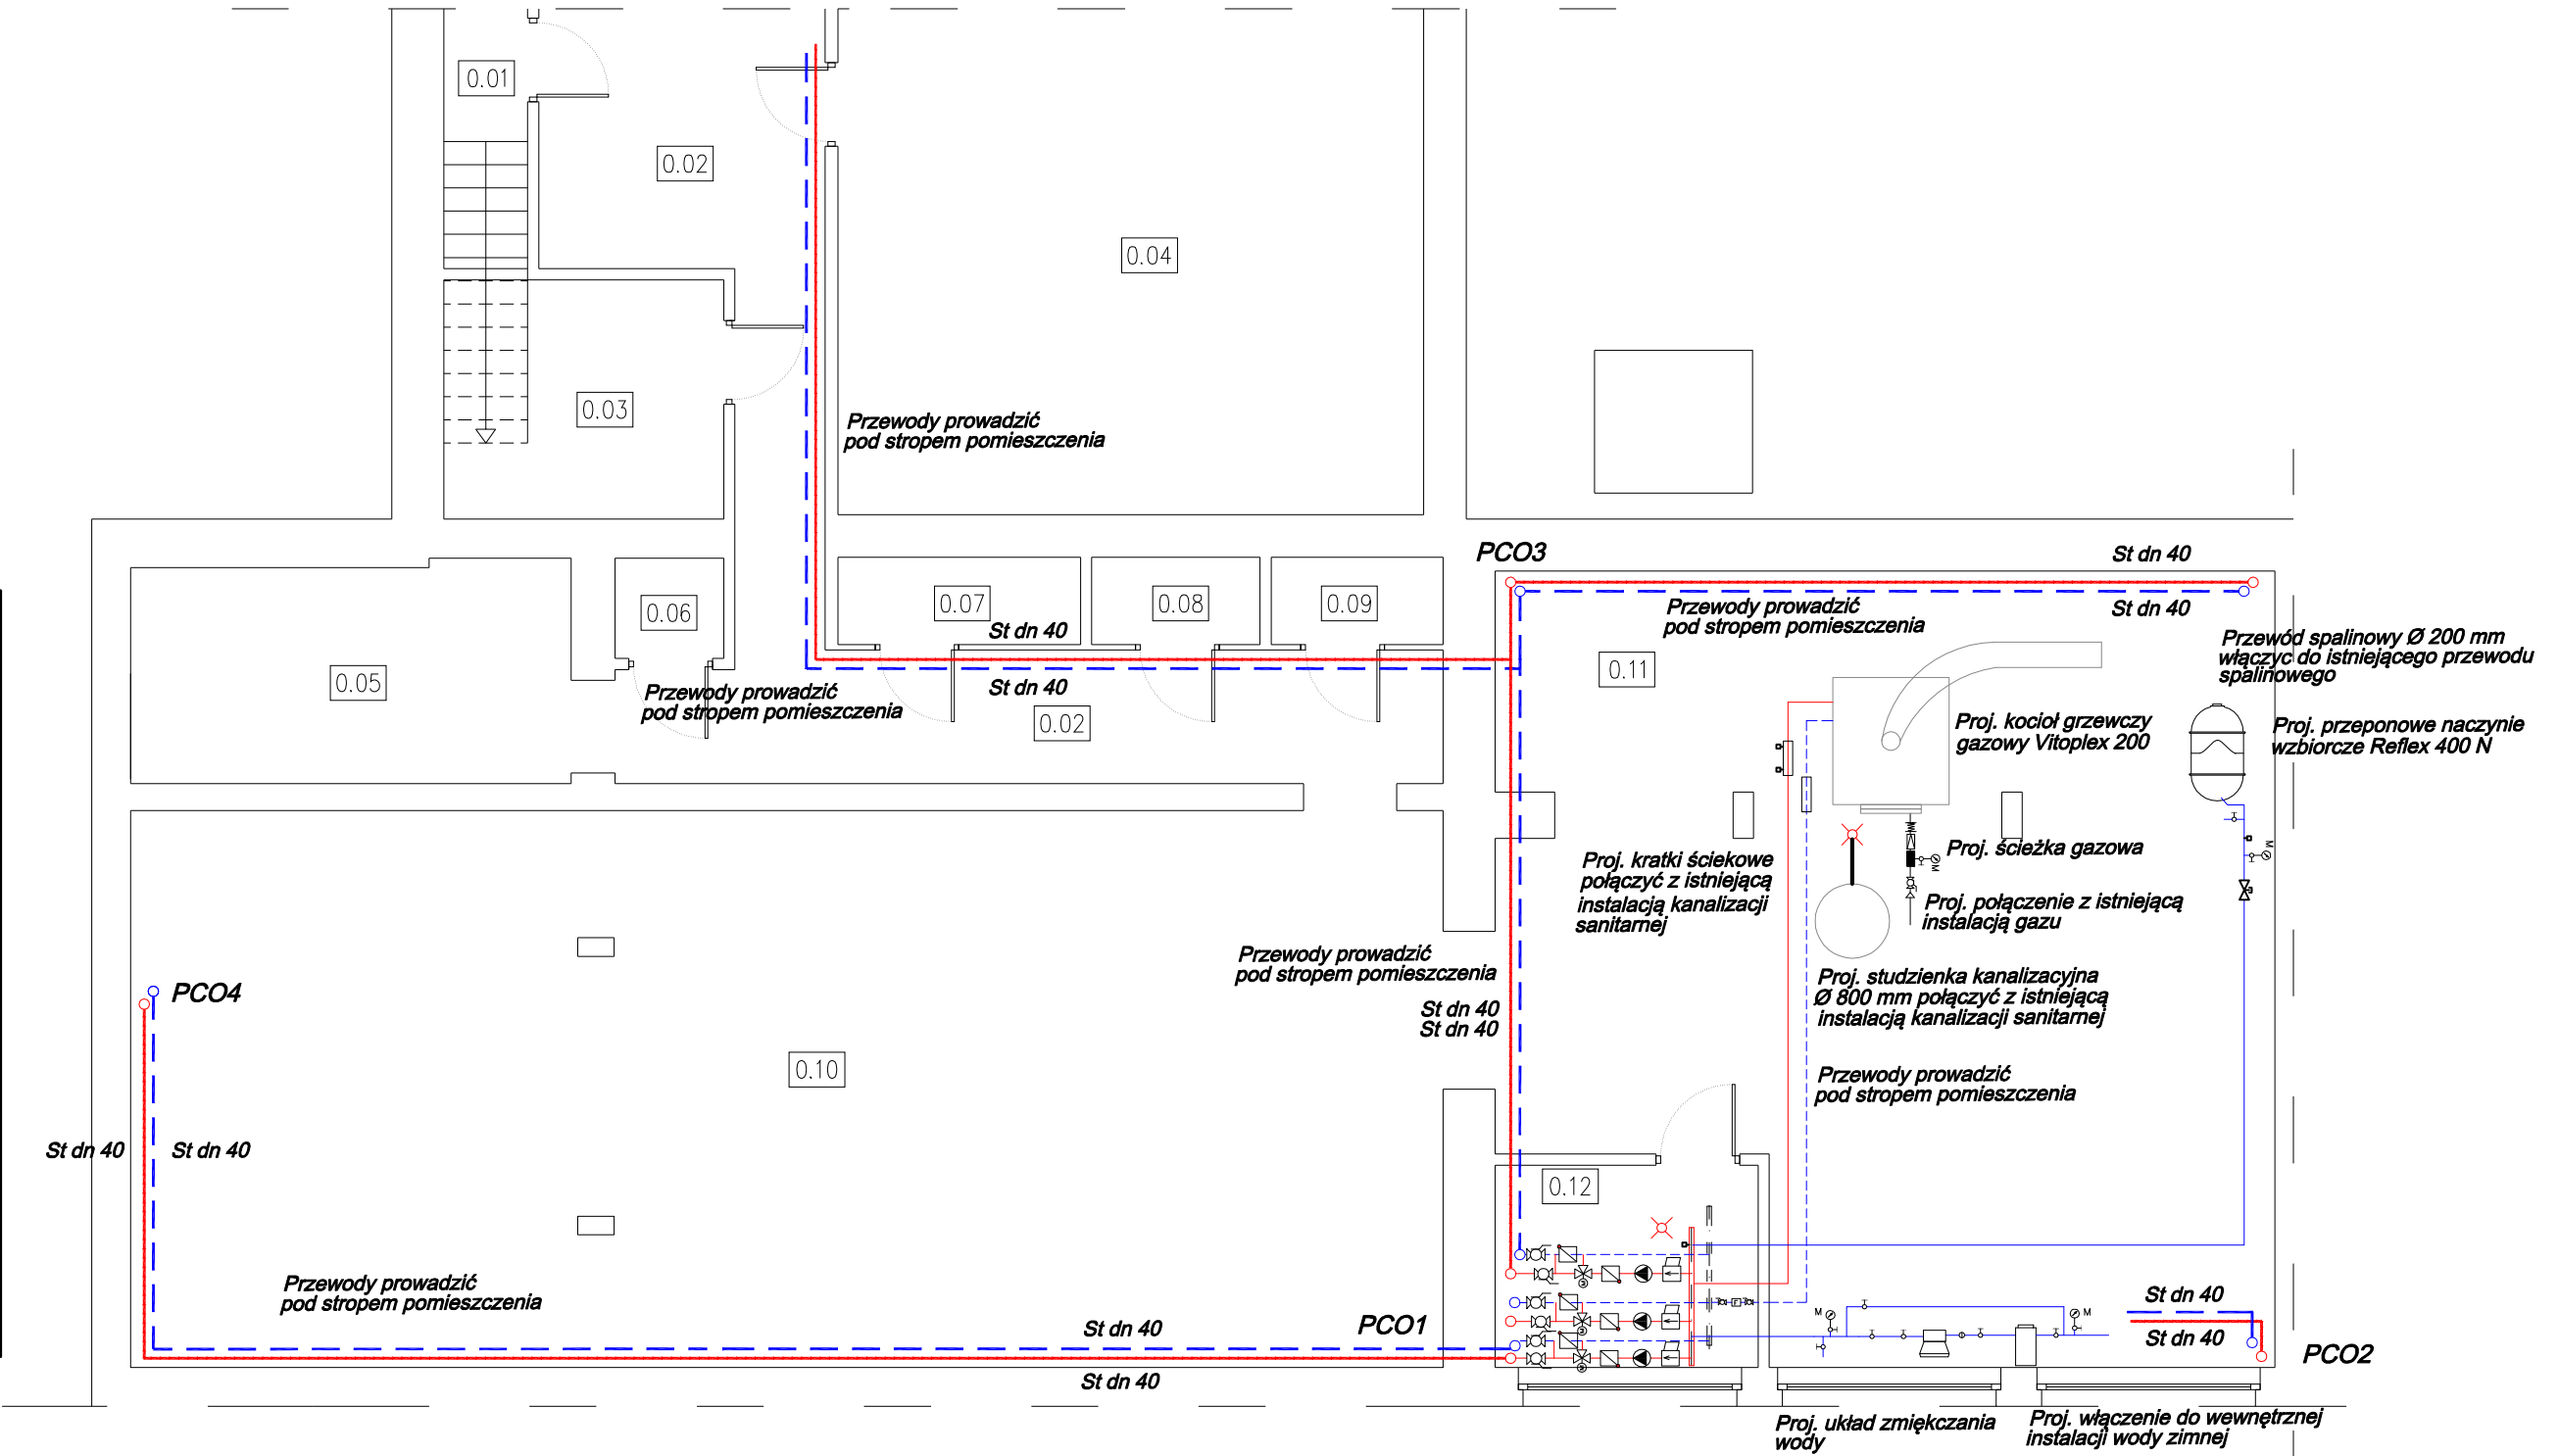 0.01
0.02
0.04
0.03
Przewody prowadzić
pod stropem pomieszczenia
PCO3
St dn 40
St dn 40
0.07
0.08
0.09
0.06
St dn 40
Przewody prowadzić
pod stropem pomieszczenia
0.11
Przewód spalinowy Ø 200 mm
włączyc do istniejącego przewodu
spalinowego
0.05
Przewody prowadzić
pod stropem pomieszczenia
St dn 40
0.02
Proj. kocioł grzewczy
gazowy Vitoplex 200
Proj. przeponowe naczynie
wzbiorcze Reflex 400 N
Proj. ścieżka gazowa
M
M
Proj. kratki ściekowe
połączyć z istniejącą
instalacją kanalizacji
sanitarnej
Proj. połączenie z istniejącą
instalacją gazu
Przewody prowadzić
pod stropem pomieszczenia
St dn 40
St dn 40
Proj. studzienka kanalizacyjna
Ø 800 mm połączyć z istniejącą
instalacją kanalizacji sanitarnej
PCO4
0.10
Przewody prowadzić
pod stropem pomieszczenia
St dn 40
St dn 40
0.12
Przewody prowadzić
pod stropem pomieszczenia
St dn 40
PCO1
St dn 40
M
M
St dn 40
St dn 40
PCO2
Proj. układ zmiękczania
wody
Proj. włączenie do wewnętrznej
instalacji wody zimnej